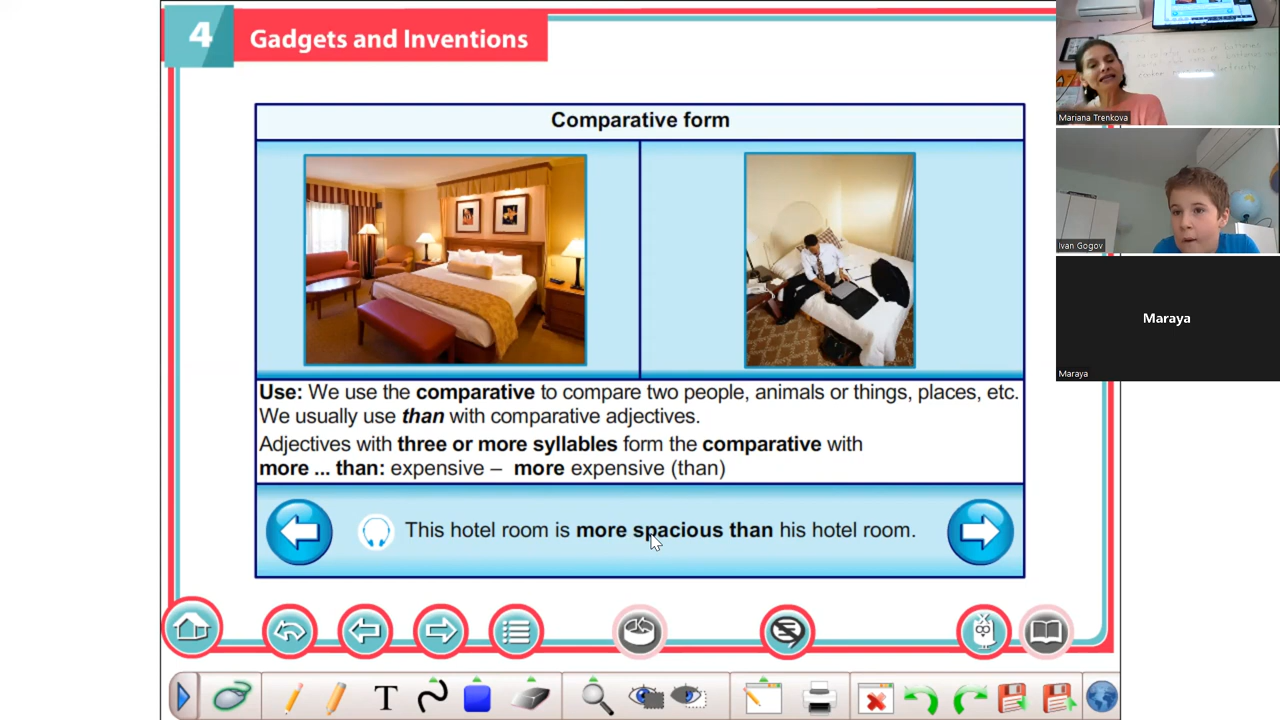 4
Gadgets and Inventions
Comparative form
Use: We use the comparative to compare two people, animals or things, places, etc.
We usually use than with comparative adjectives.
Adjectives with three or more syllables form the comparative with
more ... than: expensive – more expensive (than)
This hotel room is more spacious than his hotel room.
T
Mariana Trenkova
Ivan Gogov
Maraya
Maraya